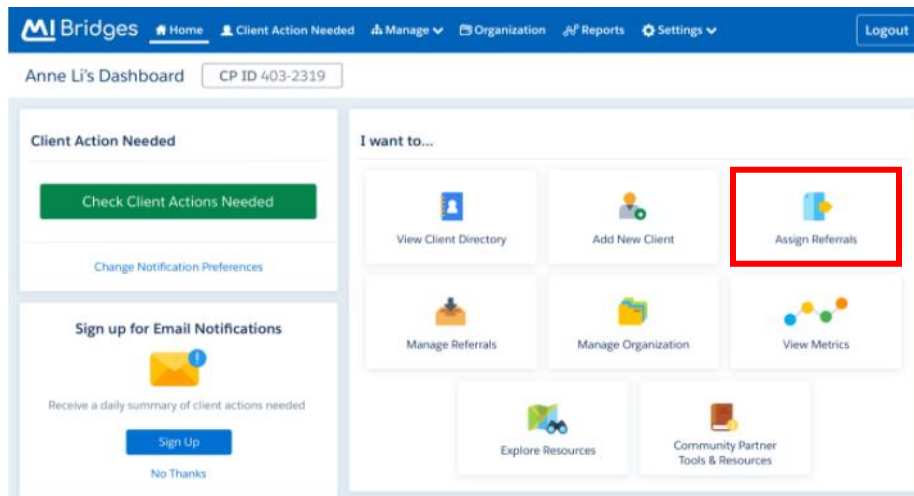 MI Bridges Home Client Action Needed Manage Organization Reports Settings Logout
Anne Li's Dashboard CP ID 403-2319
Client Action Needed
Check Client Actions Needed
Change Notification Preferences
Sign up for Email Notifications
Receive a daily summary of client actions needed
Sign Up
No Thanks
I want to...
View Client Directory
Add New Client
Assign Referrals
Manage Referrals
Manage Organization
View Metrics
Explore Resources
Community Partner
Tools & Resources